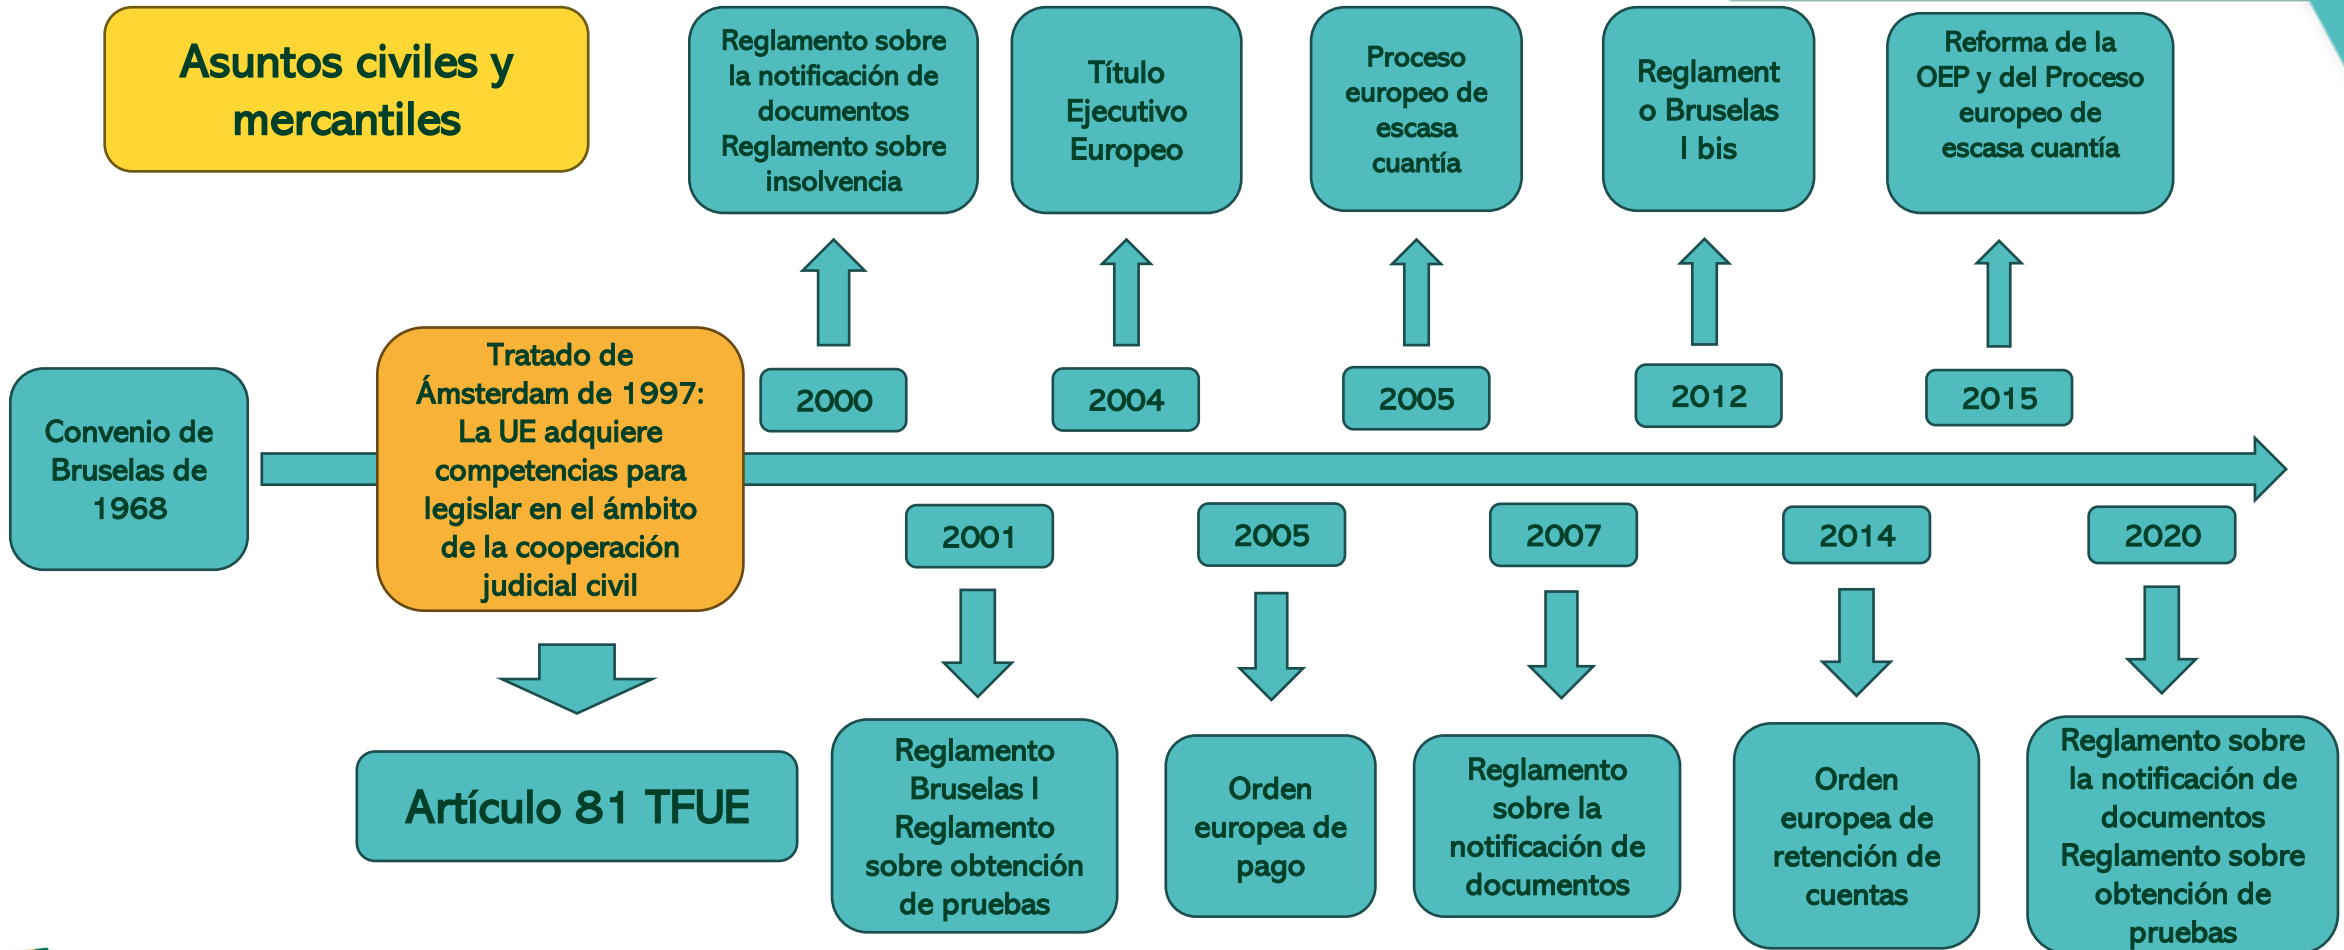 Asuntos civiles y
mercantiles
Reglamento sobre
la notificación de
documentos
Reglamento sobre
insolvencia
Título
Ejecutivo
Europeo
Proceso
europeo de
escasa
cuantía
Reglament
o Bruselas
I bis
Reforma de la
OEP y del Proceso
europeo de
escasa cuantía
Convenio de
Bruselas de
1968
Tratado de
Ámsterdam de 1997:
La UE adquiere
competencias para
legislar en el ámbito
de la cooperación
judicial civil
2000
2004
2005
2012
2015
2001
2005
2007
2014
2020
Artículo 81 TFUE
Reglamento
Bruselas I
Reglamento
sobre obtención
de pruebas
Orden
europea de
pago
Reglamento
sobre la
notificación de
documentos
Orden
europea de
retención de
cuentas
Reglamento sobre
la notificación de
documentos
Reglamento sobre
obtención de
pruebas